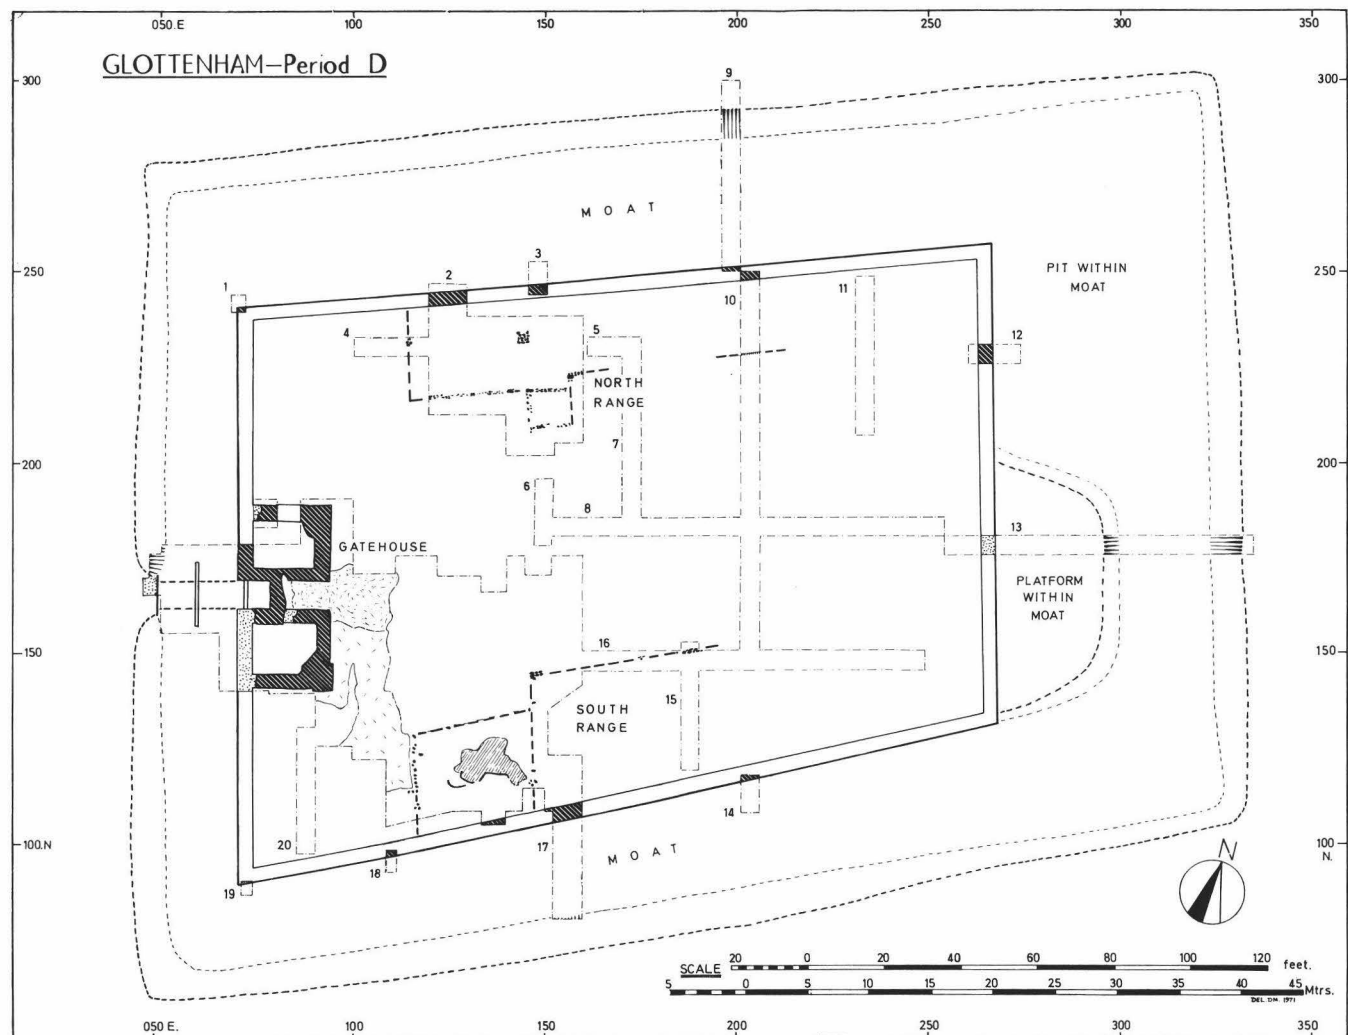 050.E 100 150 200 250 300 350
GLOTTENHAM–Period D
300 300
9
MOAT
250 250
1 2 3
10 11
PIT WITHIN
MOAT
4 5
12
NORTH
RANGE
7
200 200
6
8
13
GATEHOUSE
PLATFORM
WITHIN
MOAT
150 150
16
15
SOUTH
RANGE
14
100.N 100
N.
20 17
MOAT
18
19
N
SCALE
20 0 20 40 60 80 100 120 feet.
5 0 5 10 15 20 25 30 35 40 45 Mtrs.
DEL. D.M. 1971
050 E. 100 150 200 250 300 350